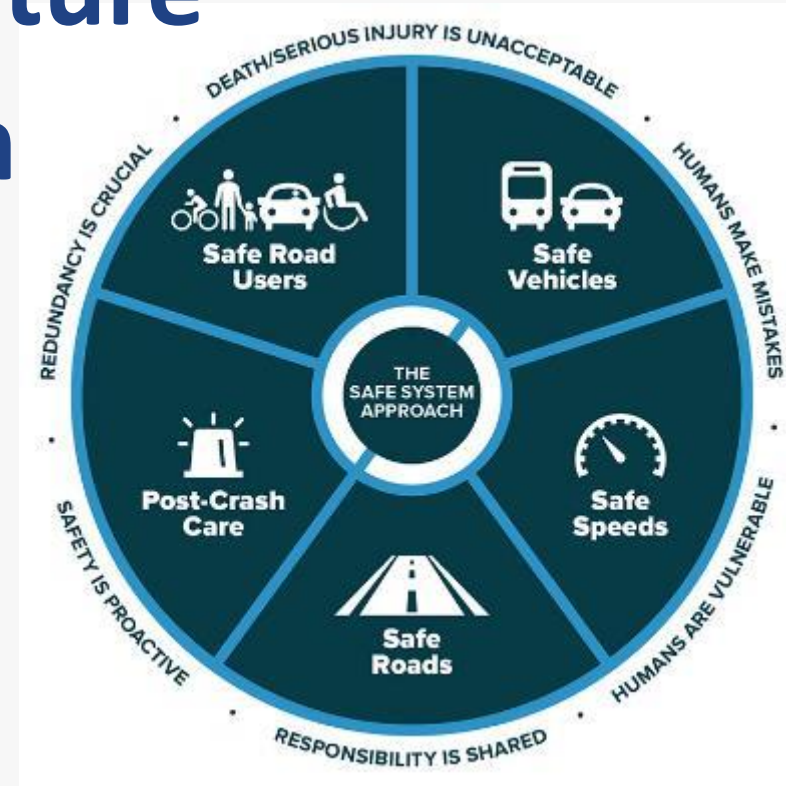 ture
DEATH/SERIOUS INJURY IS UNACCEPTABLE
HUMANS MAKE MISTAKES
HUMANS ARE VULNERABLE
RESPONSIBILITY IS SHARED
SAFETY IS PROACTIVE
REDUNDANCY IS CRUCIAL
Safe Road
Users
Safe
Vehicles
THE
SAFE SYSTEM
APPROACH
Post-Crash
Care
Safe
Speeds
Safe
Roads